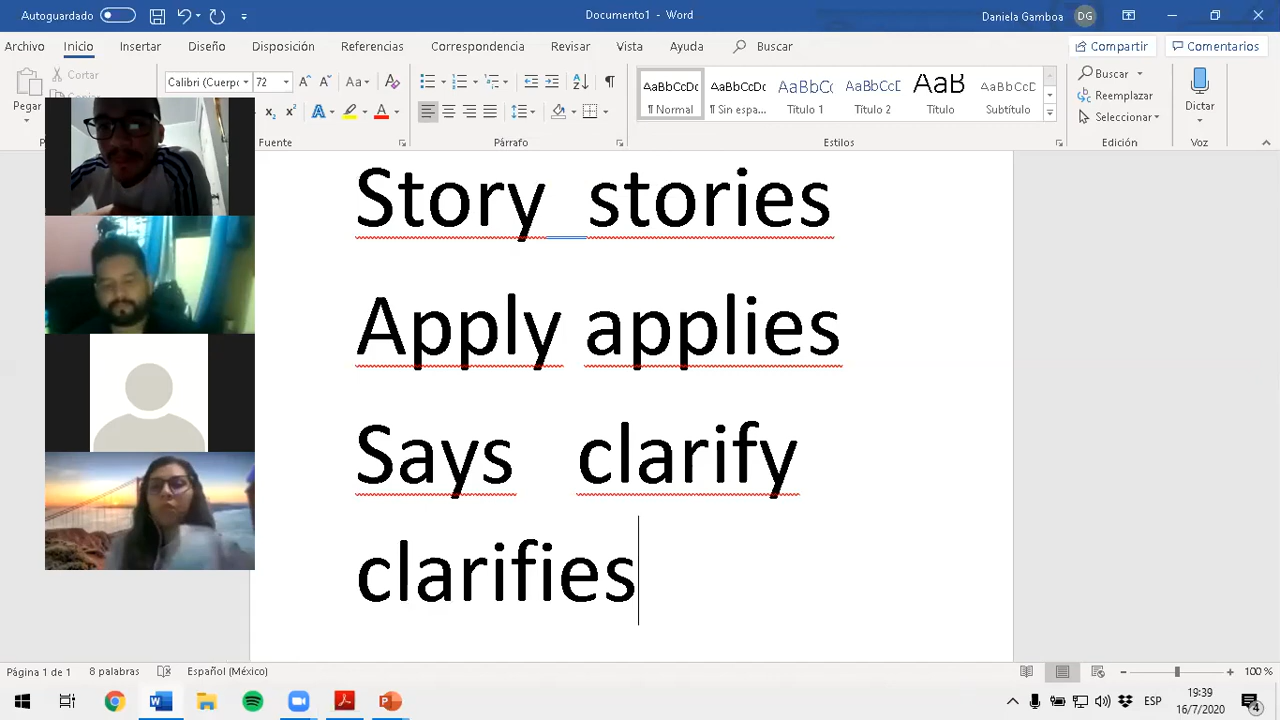 Autoguardado
Documento1 - Word
Daniela Gamboa DG
Archivo Inicio Insertar Diseño Disposición Referencias Correspondencia Revisar Vista Ayuda Buscar Compartir Comentarios
Pegar Cortar
Calibri (Cuerpo 72 Aa
AaBbCcDc AaBbCcDc AaBbCc AaBbCcD AaB AaBbCcD
¶ Normal ¶ Sin espa... Título 1 Título 2 Título Subtítulo
Buscar
Reemplazar
Seleccionar
Dictar
Fuente Párrafo Estilos Edición Voz
Story_ stories
Apply applies
Says clarify
clarifies
Página 1 de 1 8 palabras Español (México) 100 %
ESP 19:39
16/7/2020 4